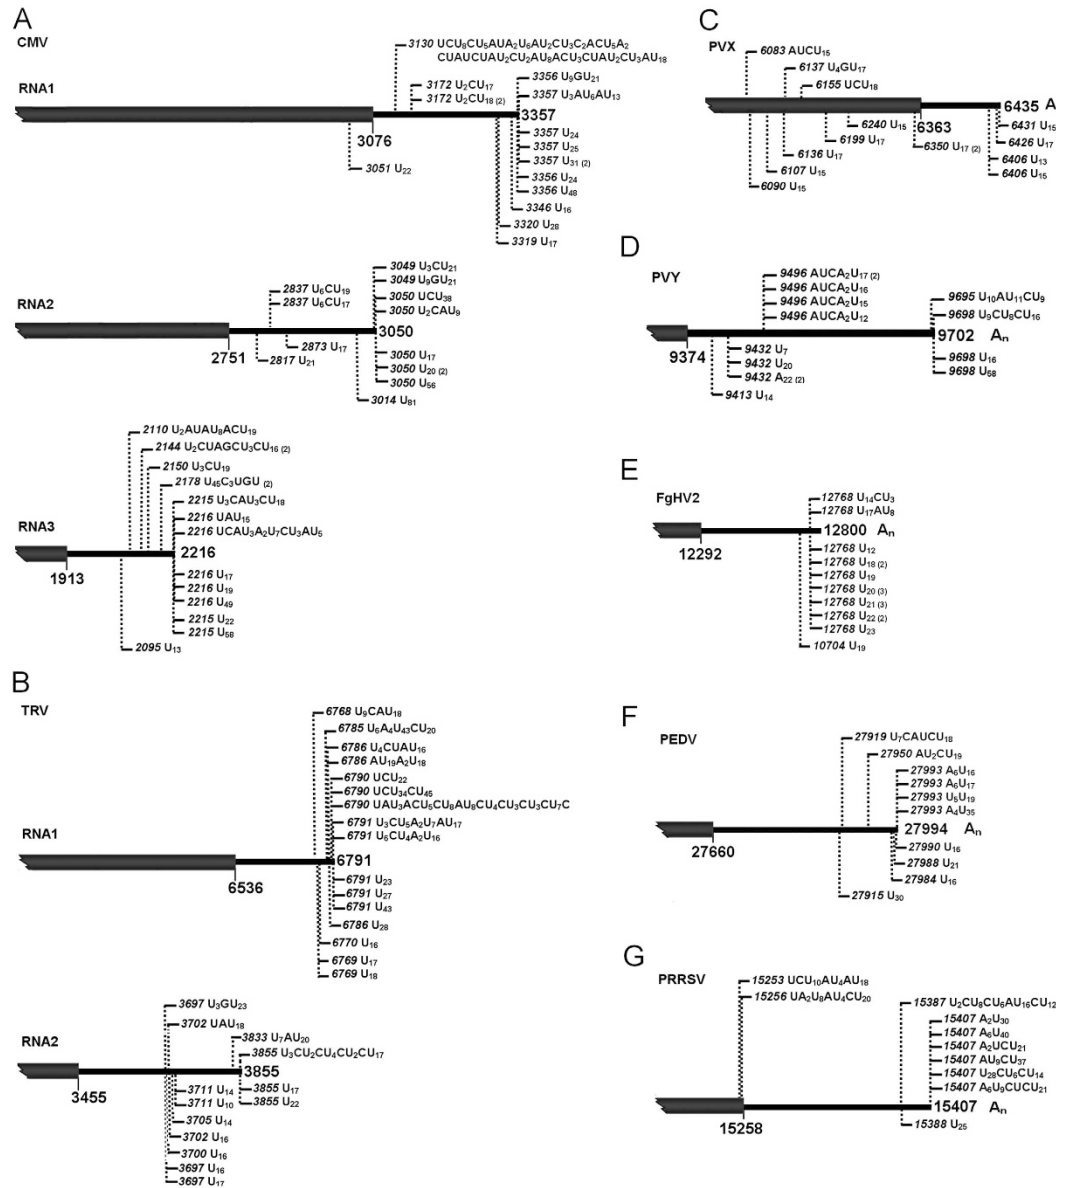 A
CMV
3130 UCU₈CU₅AUA₂U₆AU₂CU₃C₂ACU₅A₂
CUAUCUAU₂CU₂AU₈ACU₃CUAU₂CU₃AU₁₈
3172 U₂CU₁₇
3172 U₂CU₁₈ (2)
3356 U₉GU₂₁
3357 U₃AU₆AU₁₃
RNA1
3357
3076
3357 U₂₄
3357 U₂₅
3357 U₃₁ (2)
3356 U₂₄
3356 U₄₈
3051 U₂₂
3346 U₁₆
3320 U₂₈
3319 U₁₇
3049 U₃CU₂₁
3049 U₉GU₂₁
3050 UCU₃₈
3050 U₂CAU₉
2837 U₆CU₁₉
2837 U₆CU₁₇
RNA2
3050
2751
2873 U₁₇
2817 U₂₁
3050 U₁₇
3050 U₂₀ (2)
3050 U₅₆
3014 U₈₁
2110 U₂AUAU₈ACU₁₉
2144 U₂CUAGCU₃CU₁₆ (2)
2150 U₃CU₁₉
2178 U₄₅C₃UGU (2)
2215 U₃CAU₃CU₁₈
2216 UAU₁₅
2216 UCAU₃A₂U₇CU₃AU₅
RNA3
2216
1913
2216 U₁₇
2216 U₁₉
2216 U₄₉
2215 U₂₂
2215 U₅₈
2095 U₁₃
B
TRV
6768 U₉CAU₁₈
6785 U₆A₄U₄₃CU₂₀
6786 U₄CUAU₁₆
6786 AU₁₉A₂U₁₈
6790 UCU₂₂
6790 UCU₃₄CU₄₅
6790 UAU₃ACU₅CU₈AU₈CU₄CU₃CU₃CU₇C
6791 U₃CU₅A₂U₇AU₁₇
6791 U₆CU₄A₂U₁₆
RNA1
6791
6536
6791 U₂₃
6791 U₂₇
6791 U₄₃
6786 U₂₈
6770 U₁₆
6769 U₁₇
6769 U₁₈
3697 U₃GU₂₃
3702 UAU₁₈
3833 U₇AU₂₀
3855 U₃CU₂CU₄CU₂CU₁₇
RNA2
3855
3455
3711 U₁₄
3711 U₁₀
3705 U₁₄
3702 U₁₆
3700 U₁₆
3697 U₁₆
3697 U₁₇
3855 U₁₇
3855 U₂₂
C
PVX
6083 AUCU₁₅
6137 U₄GU₁₇
6155 UCU₁₈
6435 A
6363
6240 U₁₅
6199 U₁₇
6350 U₁₇ (2)
6136 U₁₇
6107 U₁₅
6090 U₁₅
6431 U₁₅
6426 U₁₇
6406 U₁₃
6406 U₁₅
D
PVY
9496 AUCA₂U₁₇ (2)
9496 AUCA₂U₁₆
9496 AUCA₂U₁₅
9496 AUCA₂U₁₂
9695 U₁₀AU₁₁CU₉
9698 U₉CU₈CU₁₆
9702 Aₙ
9374
9432 U₇
9432 U₂₀
9432 A₂₂ (2)
9413 U₁₄
9698 U₁₆
9698 U₅₈
E
FgHV2
12768 U₁₄CU₃
12768 U₁₇AU₈
12800 Aₙ
12292
12768 U₁₂
12768 U₁₈ (2)
12768 U₁₉
12768 U₂₀ (3)
12768 U₂₁ (3)
12768 U₂₂ (2)
12768 U₂₃
10704 U₁₉
F
PEDV
27919 U₇CAUCU₁₈
27950 AU₂CU₁₉
27993 A₆U₁₆
27993 A₆U₁₇
27993 U₅U₁₉
27993 A₄U₃₅
27994 Aₙ
27660
27990 U₁₆
27988 U₂₁
27984 U₁₆
27915 U₃₀
G
PRRSV
15253 UCU₁₀AU₄AU₁₈
15256 UA₂U₈AU₄CU₂₀
15387 U₂CU₈CU₆AU₁₆CU₁₂
15407 A₂U₃₀
15407 A₆U₄₀
15407 A₂UCU₂₁
15407 AU₉CU₃₇
15407 U₂₈CU₆CU₁₄
15407 A₆U₉CUCU₂₁
15407 Aₙ
15258
15388 U₂₅